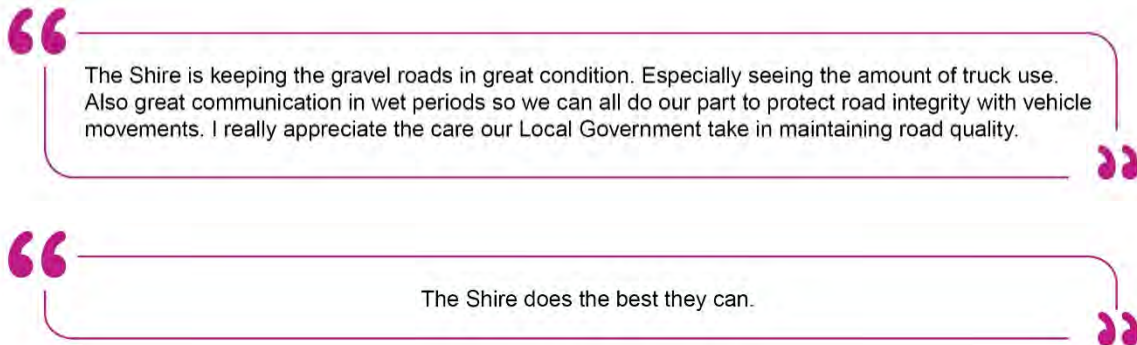 The Shire is keeping the gravel roads in great condition. Especially seeing the amount of truck use.
Also great communication in wet periods so we can all do our part to protect road integrity with vehicle
movements. I really appreciate the care our Local Government take in maintaining road quality.
The Shire does the best they can.